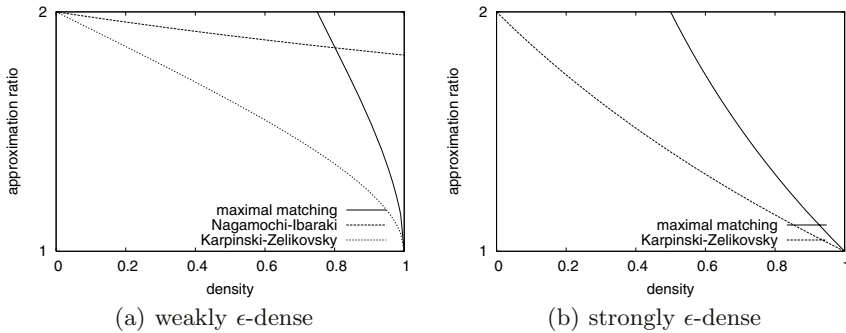 2
approximation ratio
1
maximal matching
Nagamochi-Ibaraki
Karpinski-Zelikovsky
0 0.2 0.4 0.6 0.8 1
density
(a) weakly ϵ-dense
2
approximation ratio
1
maximal matching
Karpinski-Zelikovsky
0 0.2 0.4 0.6 0.8 1
density
(b) strongly ϵ-dense